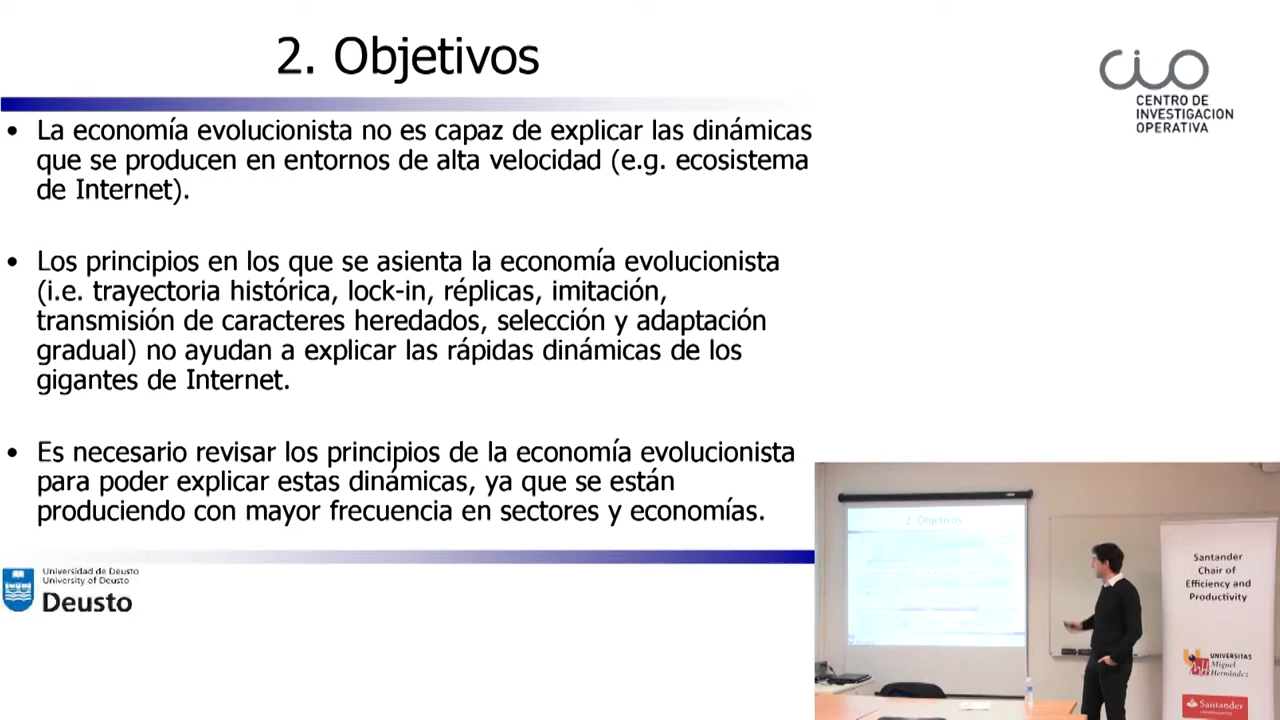 2. Objetivos
• La economía evolucionista no es capaz de explicar las dinámicas
que se producen en entornos de alta velocidad (e.g. ecosistema
de Internet).
• Los principios en los que se asienta la economía evolucionista
(i.e. trayectoria histórica, lock-in, réplicas, imitación,
transmisión de caracteres heredados, selección y adaptación
gradual) no ayudan a explicar las rápidas dinámicas de los
gigantes de Internet.
• Es necesario revisar los principios de la economía evolucionista
para poder explicar estas dinámicas, ya que se están
produciendo con mayor frecuencia en sectores y economías.
Universidad de Deusto
University of Deusto
Deusto
cio
CENTRO DE
INVESTIGACION
OPERATIVA
2. Objetivos
Santander
Chair of
Efficiency and
Productivity
UNIVERSITAS
Miguel
Hernández
Santander